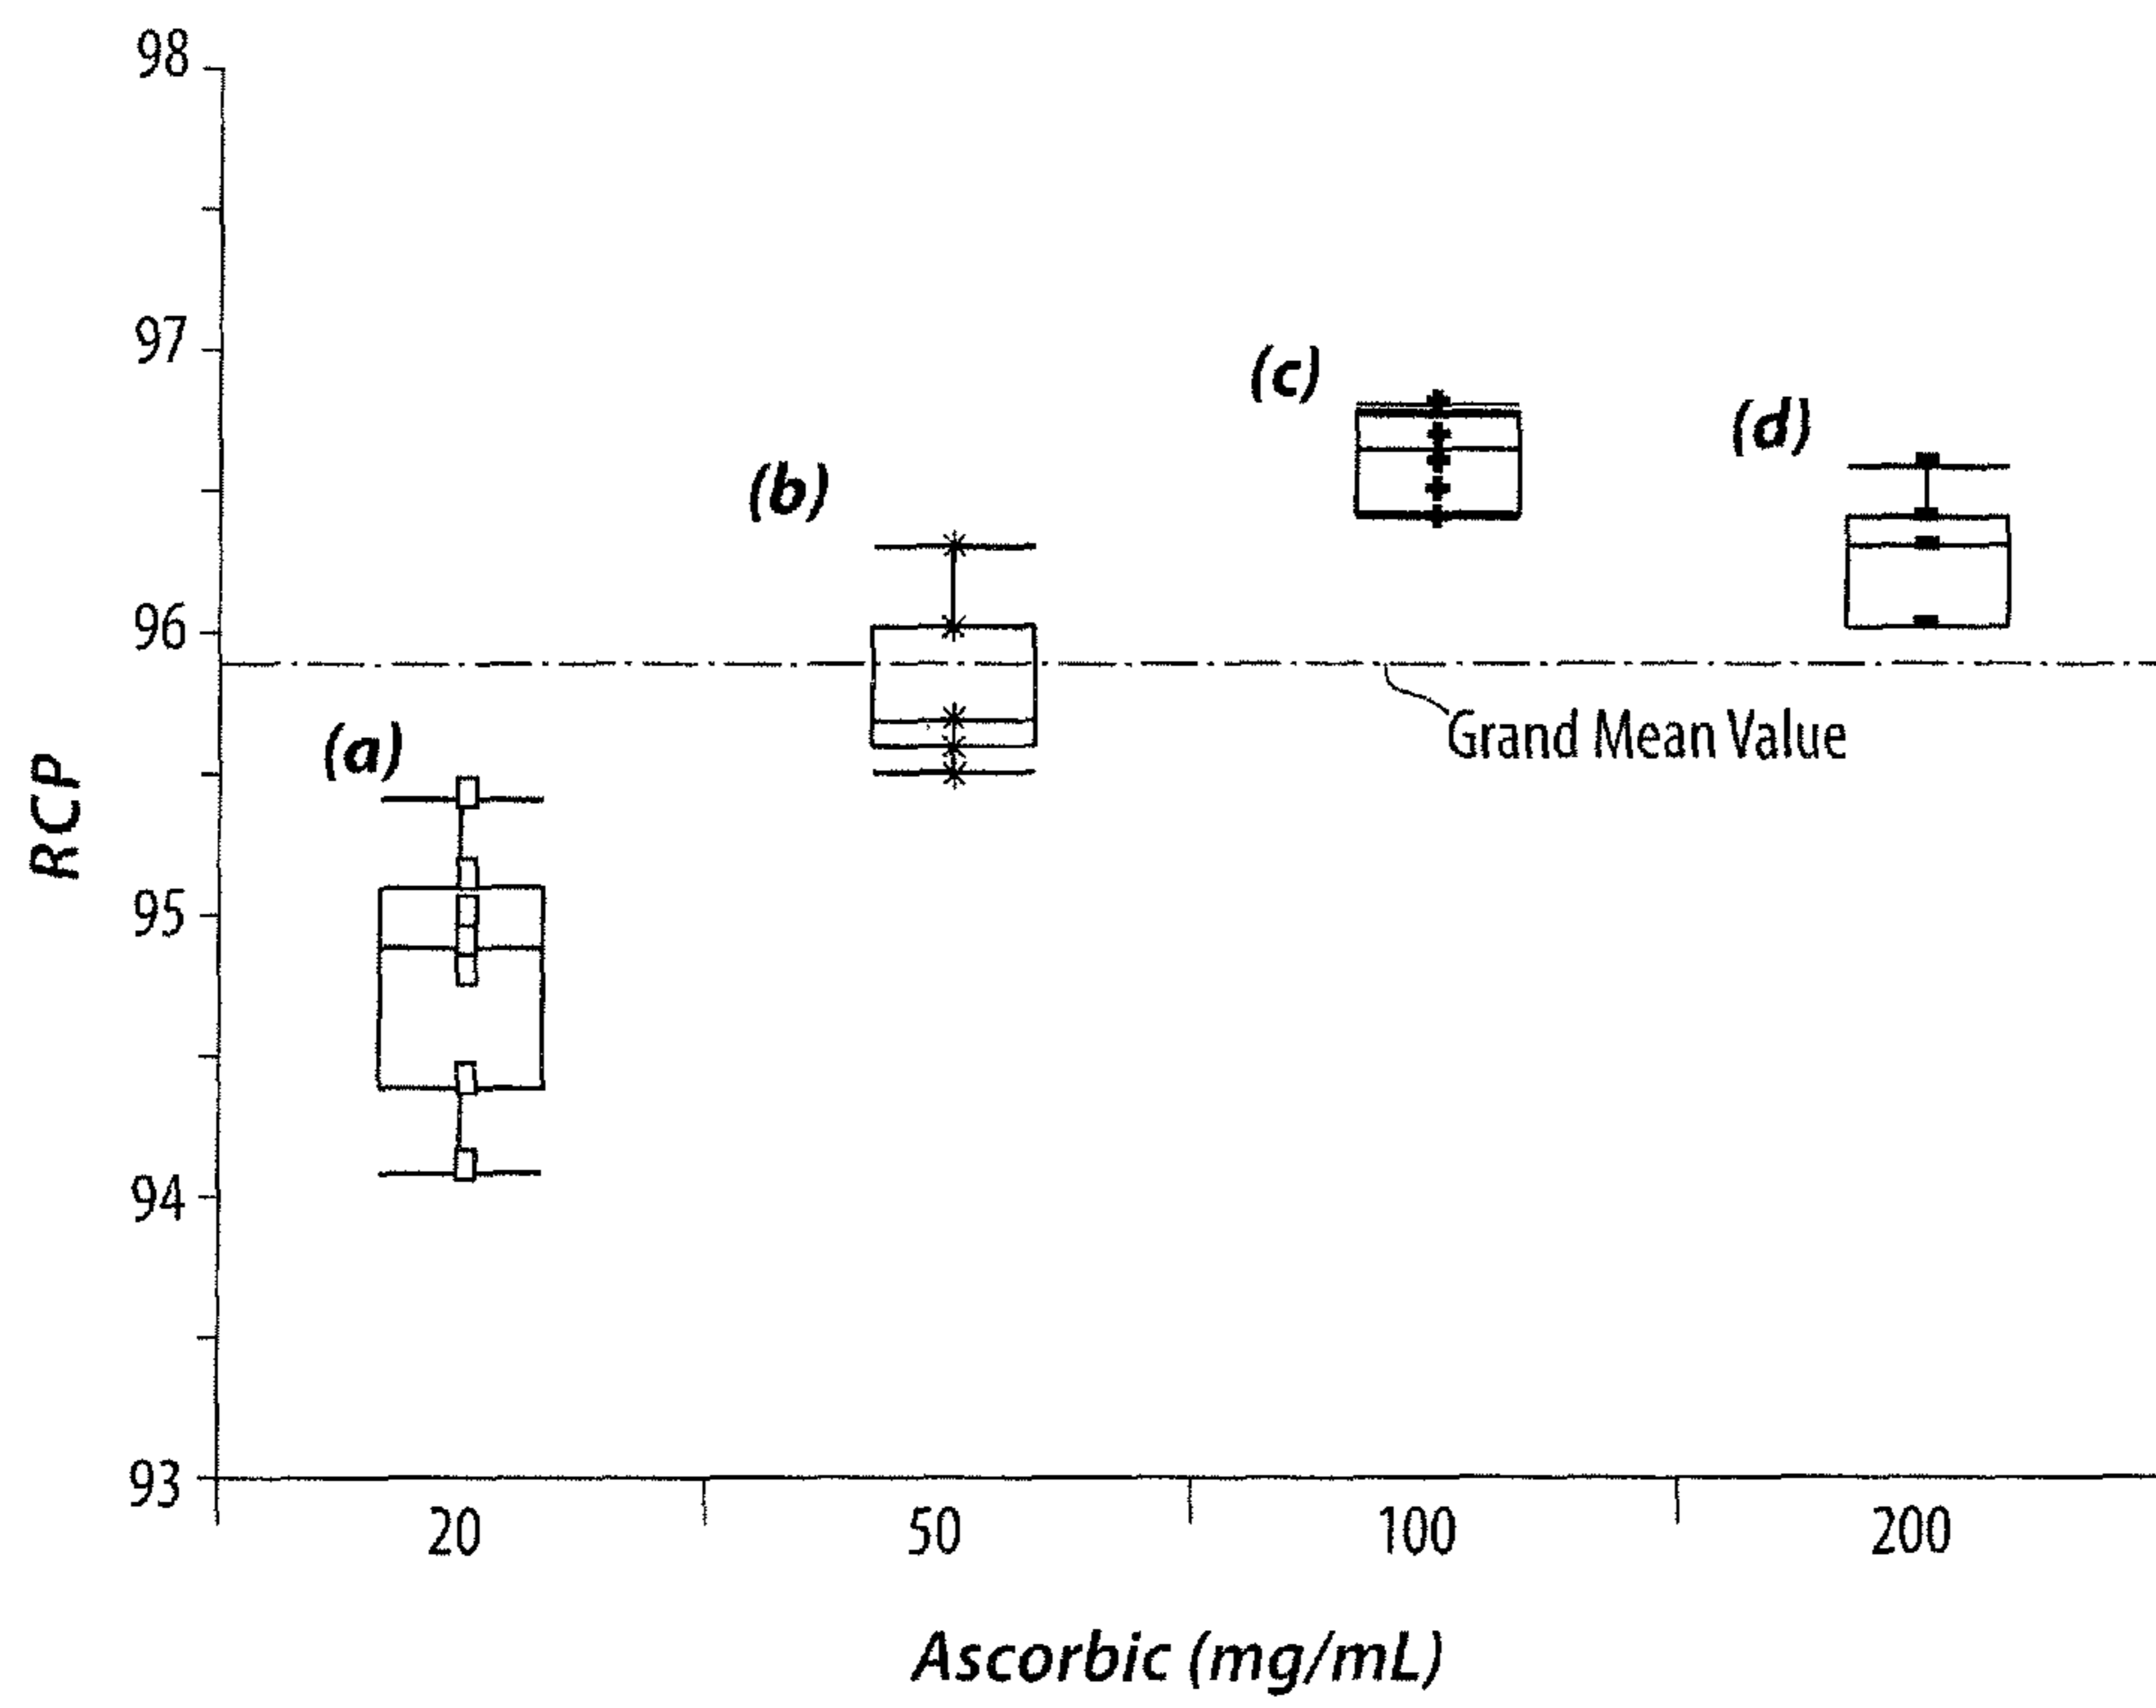 98
97
(c)
(d)
(b)
96
Grand Mean Value
(a)
RCP
95
94
93
20 50 100 200
Ascorbic (mg/mL)